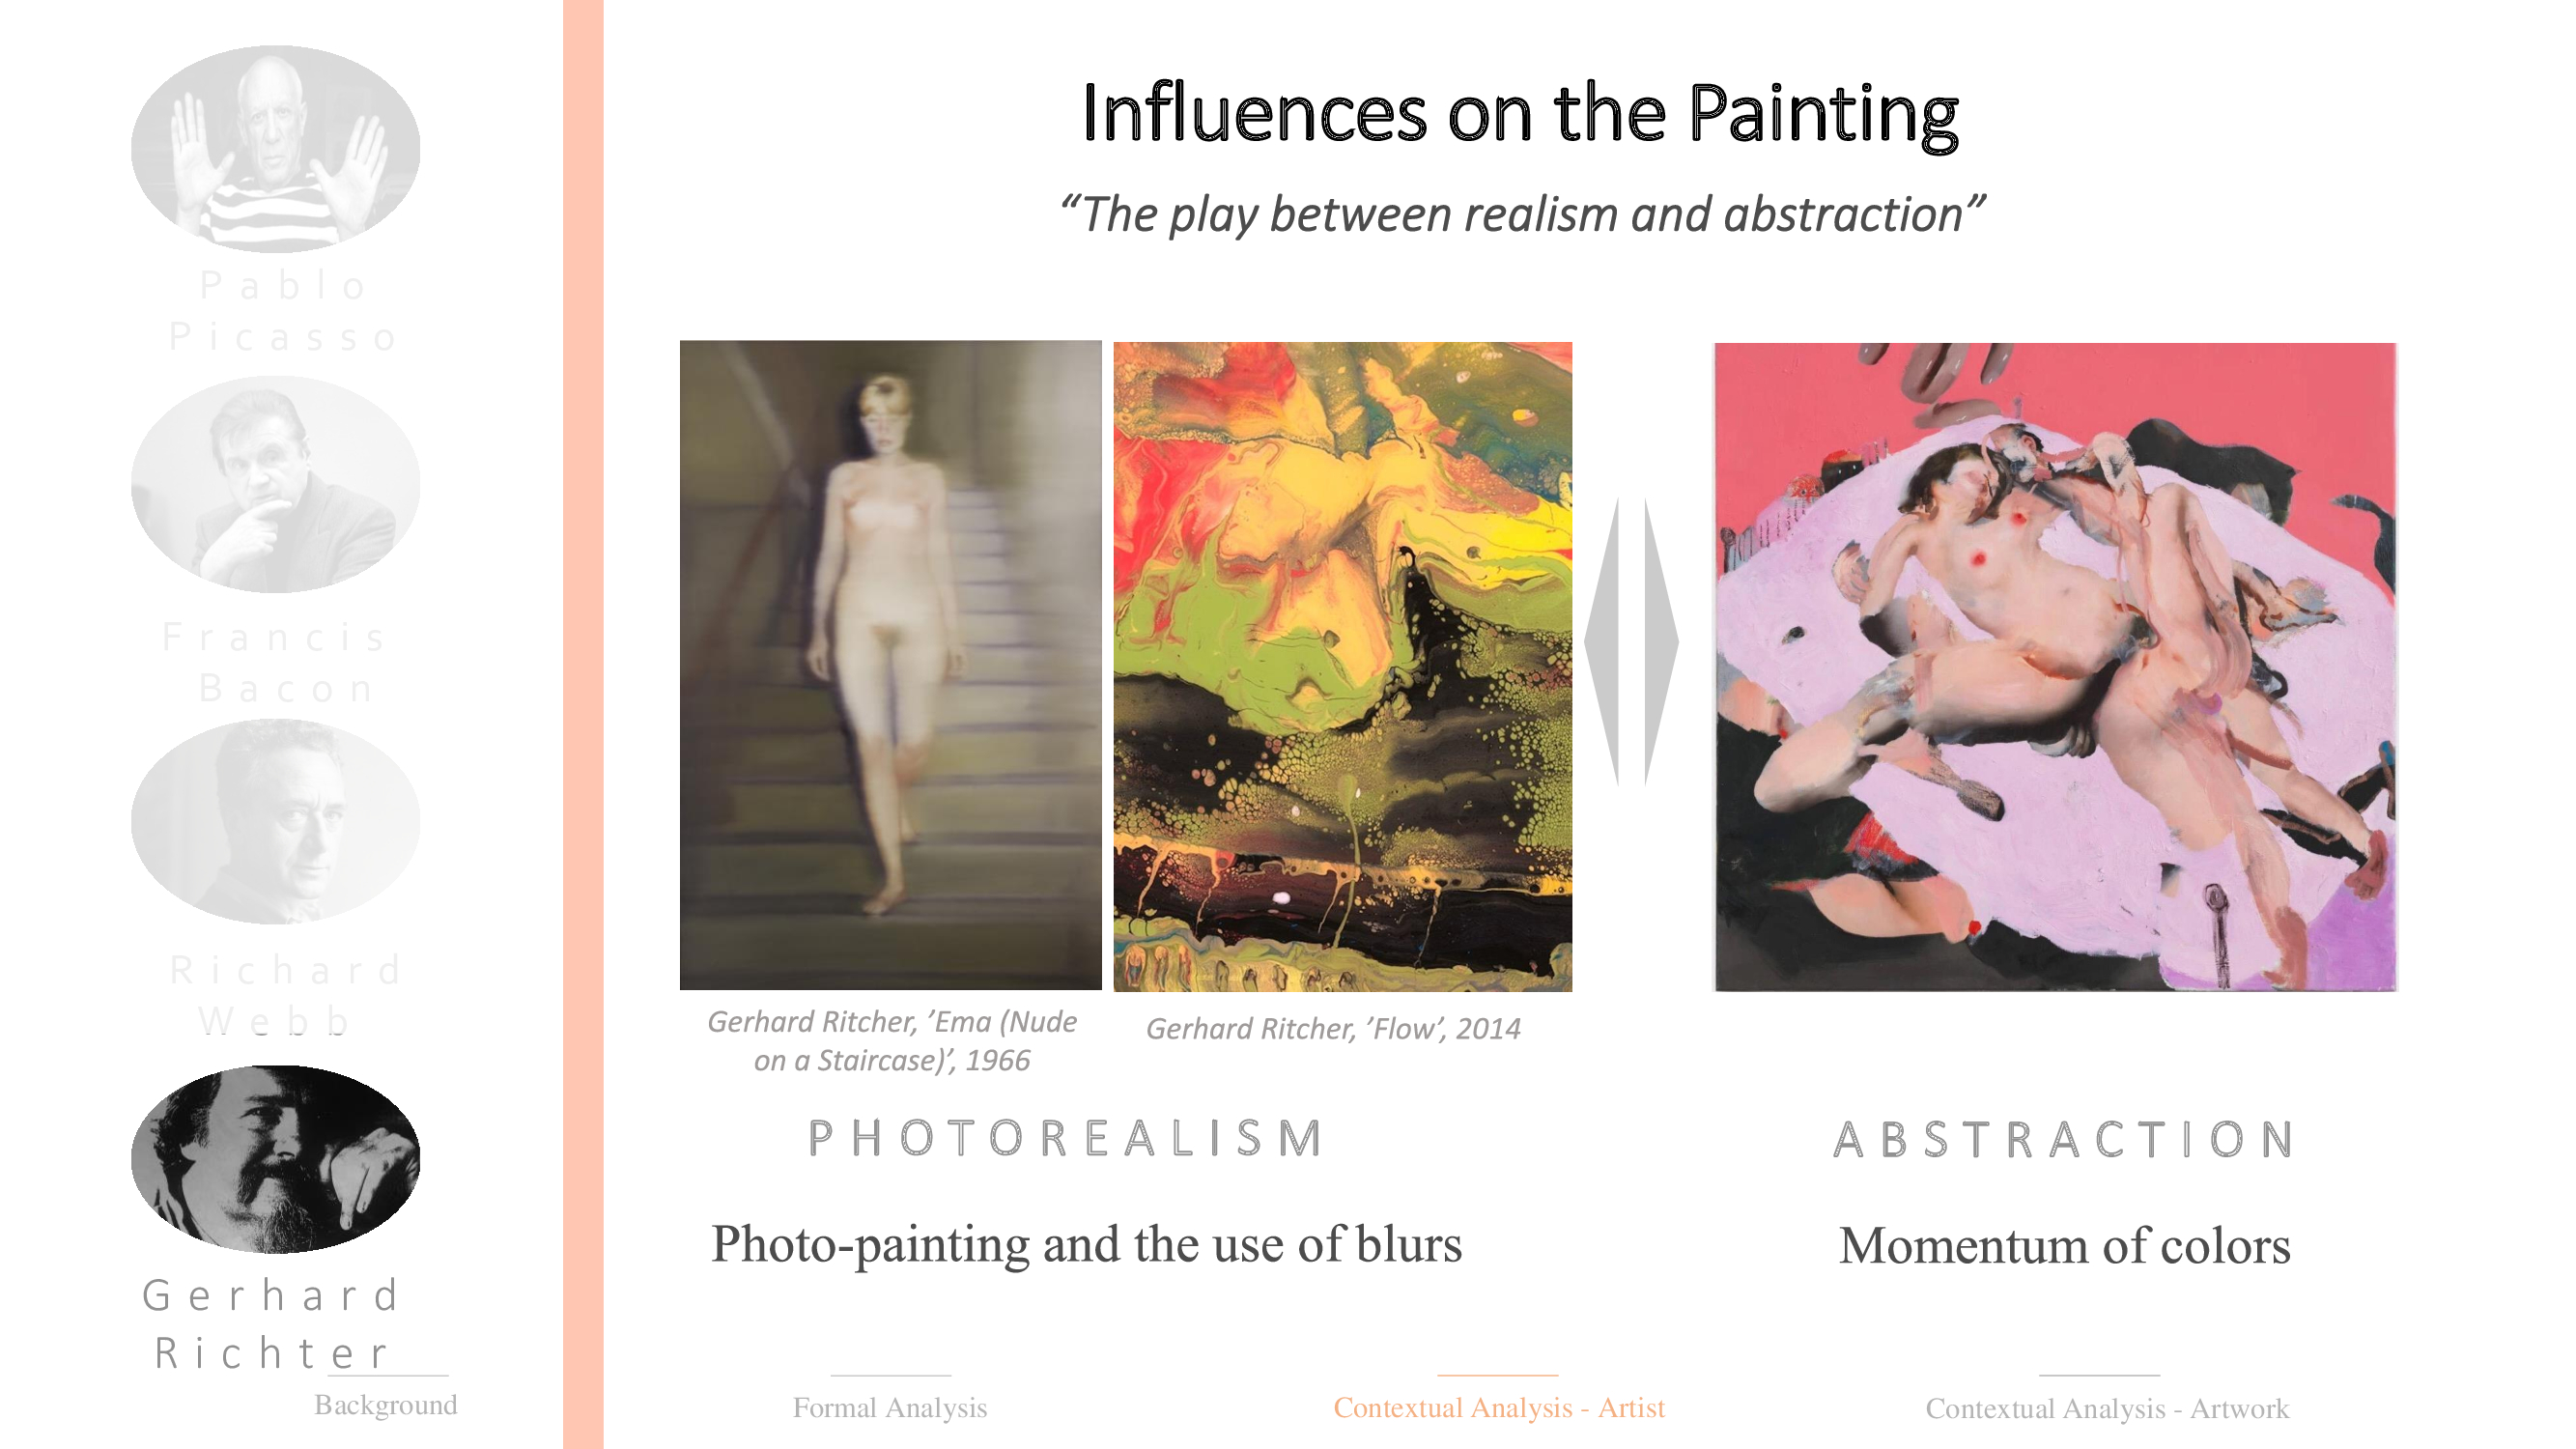 Influences on the Painting
“The play between realism and abstraction”
Pablo
Picasso
Francis
Bacon
Richard
Webb
Gerhard
Richter
Gerhard Ritcher, ’Ema (Nude
on a Staircase)’, 1966
Gerhard Ritcher, ’Flow’, 2014
PHOTOREALISM
ABSTRACTION
Photo-painting and the use of blurs
Momentum of colors
Background
Formal Analysis
Contextual Analysis - Artist
Contextual Analysis - Artwork